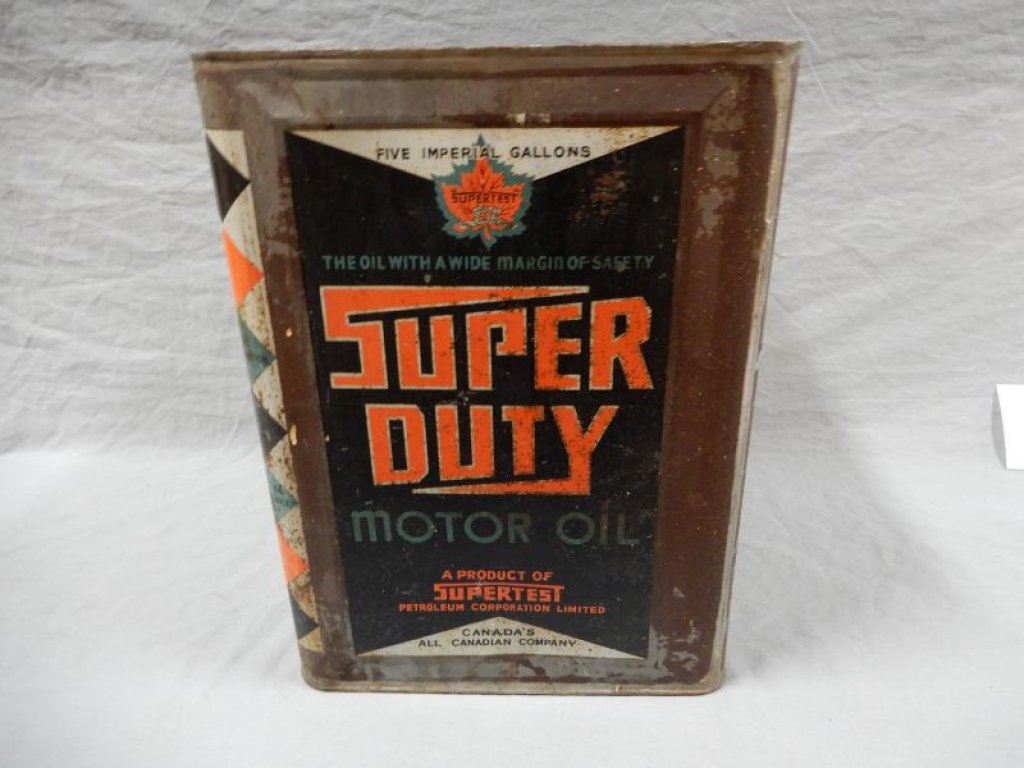 FIVE IMPERIAL GALLONS
SUPERTEST
THE OIL WITH A WIDE MARGIN OF SAFETY
SUPER
DUTY
MOTOR OIL
A PRODUCT OF
SUPERTEST
PETROLEUM CORPORATION LIMITED
CANADA'S
ALL CANADIAN COMPANY